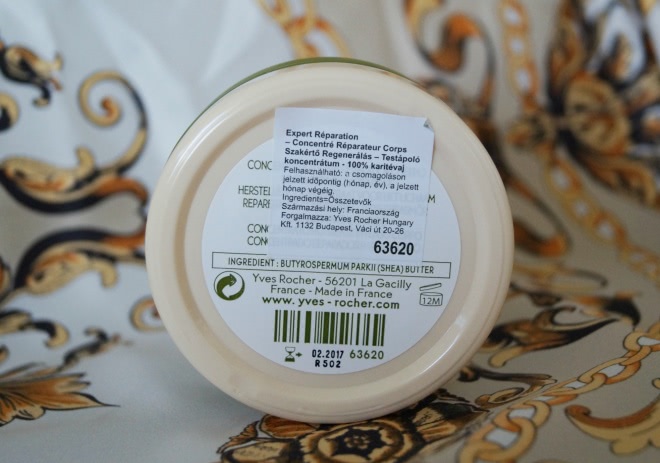 Expert Réparation
– Concentré Réparateur Corps
Szakértő Regenerálás – Testápoló
koncentrátum - 100% karitévaj
Felhasználható: a csomagoláson
jelzett időpontig (hónap, év), a jelzett
hónap végéig.
Ingredients=Összetevők
Származási hely: Franciaország
Forgalmazza: Yves Rocher Hungary
Kft. 1132 Budapest, Váci út 20-26
63620
CONC
HERSTEL
REPAR
CON
CON
INGREDIENT : BUTYROSPERMUM PARKII (SHEA) BUTTER
Yves Rocher - 56201 La Gacilly
France - Made in France
www. yves - rocher.com
12M
02.2017 63620
R502